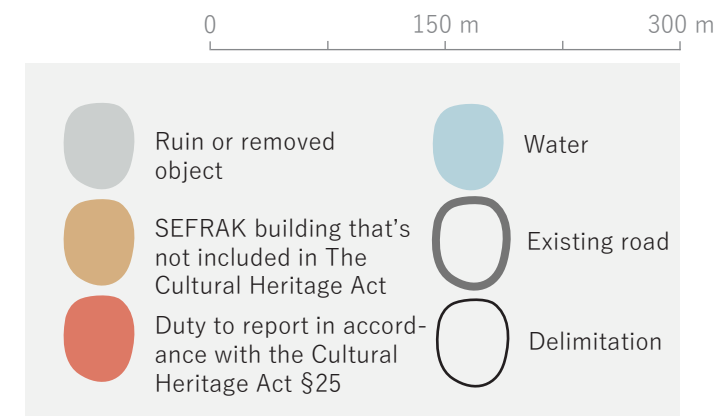 0 150 m 300 m
Ruin or removed
object
SEFRAK building that's
not included in The
Cultural Heritage Act
Duty to report in accord-
ance with the Cultural
Heritage Act §25
Water
Existing road
Delimitation